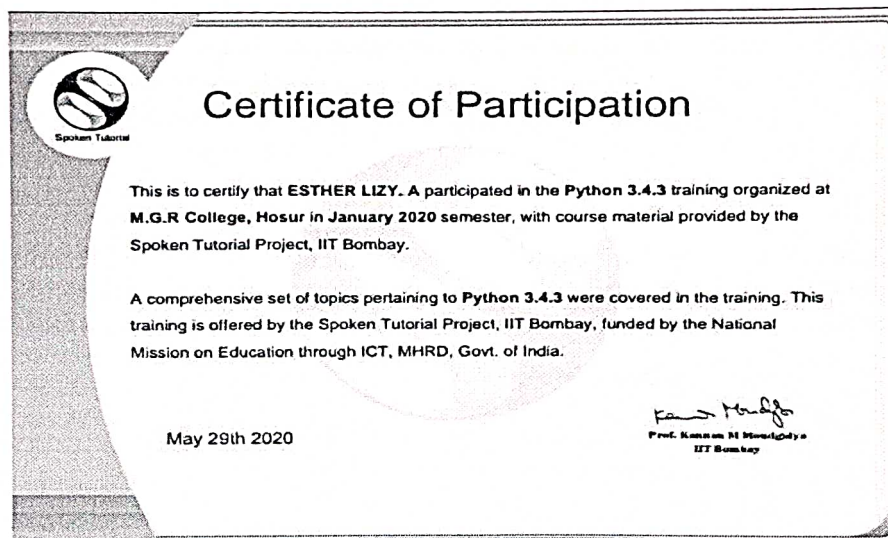 Spoken Tutorial
Certificate of Participation
This is to certify that ESTHER LIZY. A participated in the Python 3.4.3 training organized at
M.G.R College, Hosur in January 2020 semester, with course material provided by the
Spoken Tutorial Project, IIT Bombay.
A comprehensive set of topics pertaining to Python 3.4.3 were covered in the training. This
training is offered by the Spoken Tutorial Project, IIT Bombay, funded by the National
Mission on Education through ICT, MHRD, Govt. of India.
May 29th 2020
Prof. Kannan M Moudgalya
IIT Bombay